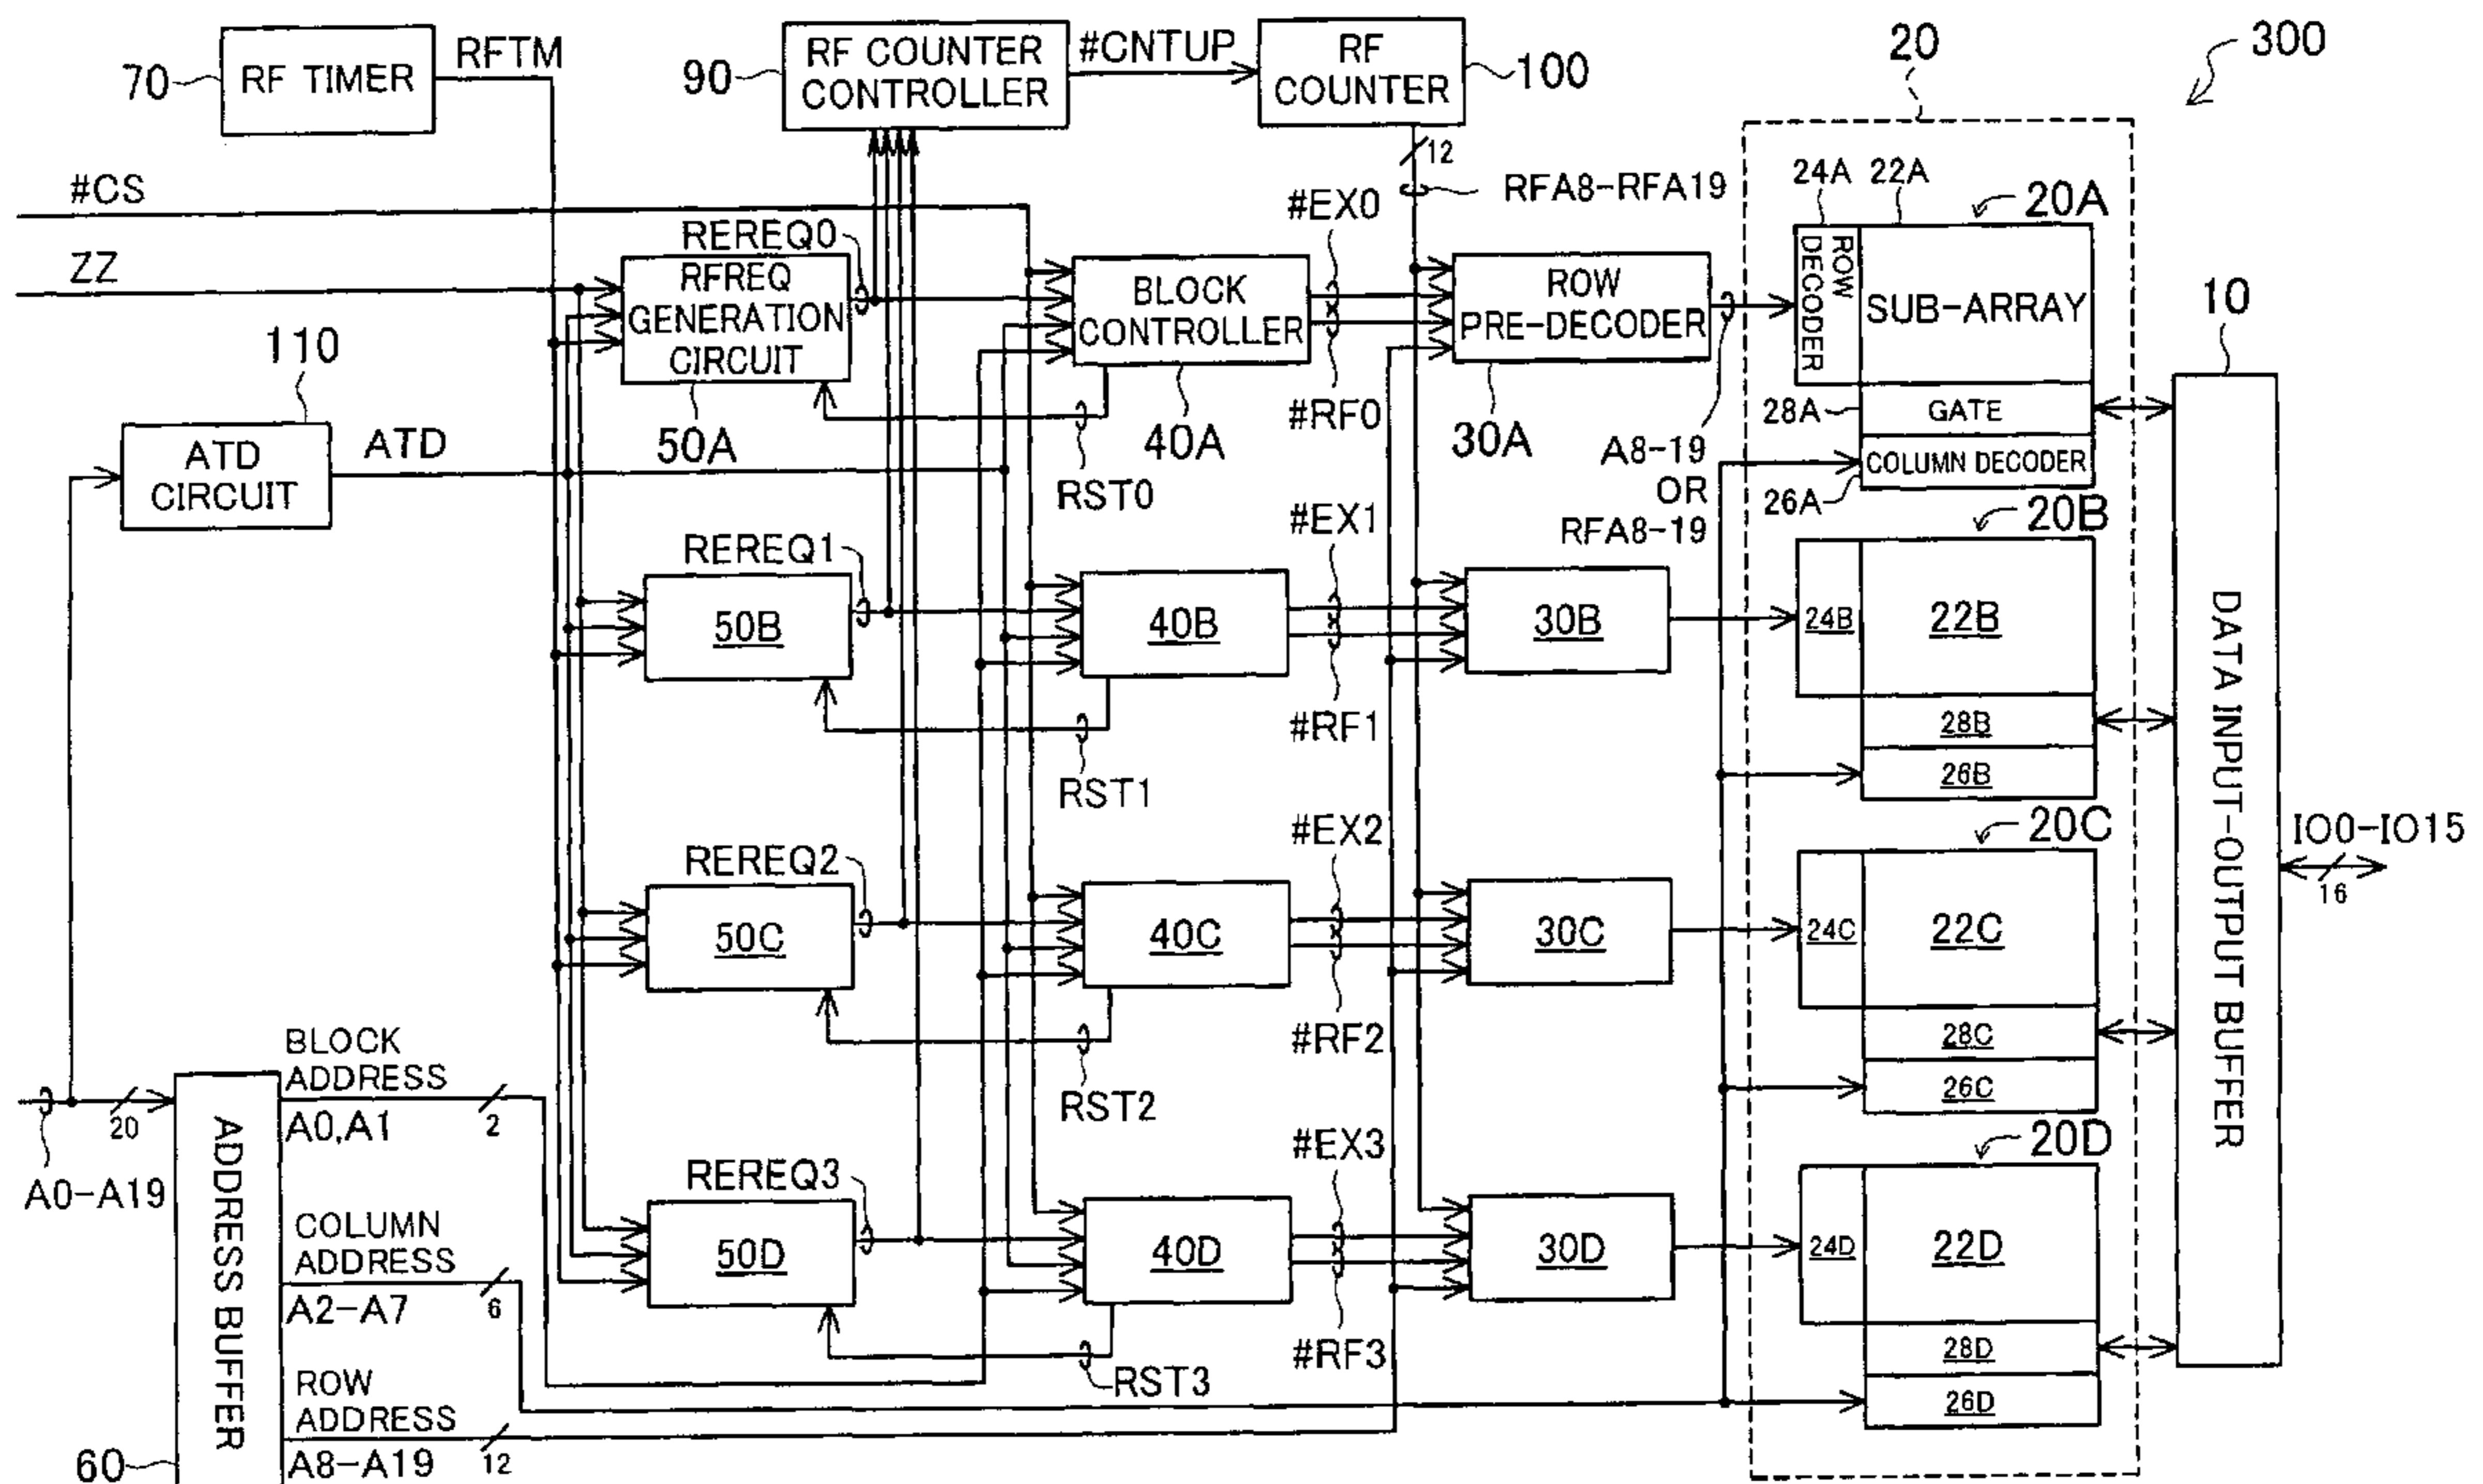 70
RF TIMER
RFTM
90
RF COUNTER
CONTROLLER
#CNTUP
RF
COUNTER
100
20
300
12
RFA8-RFA19
#CS
ZZ
REREQ0
RFREQ
GENERATION
CIRCUIT
50A
BLOCK
CONTROLLER
40A
RST0
#EX0
#RF0
ROW
PRE-DECODER
30A
A8-19
OR
RFA8-19
24A
22A
20A
ROW
DECODER
SUB-ARRAY
28A
GATE
COLUMN DECODER
26A
10
DATA INPUT-OUTPUT BUFFER
IO0-IO15
16
110
ATD
CIRCUIT
ATD
REREQ1
50B
40B
RST1
#EX1
#RF1
30B
20B
24B
22B
28B
26B
REREQ2
50C
40C
RST2
#EX2
#RF2
30C
20C
24C
22C
28C
26C
REREQ3
50D
40D
RST3
#EX3
#RF3
30D
20D
24D
22D
28D
26D
20
A0-A19
ADDRESS BUFFER
60
BLOCK
ADDRESS
A0,A1
2
COLUMN
ADDRESS
A2-A7
6
ROW
ADDRESS
A8-A19
12